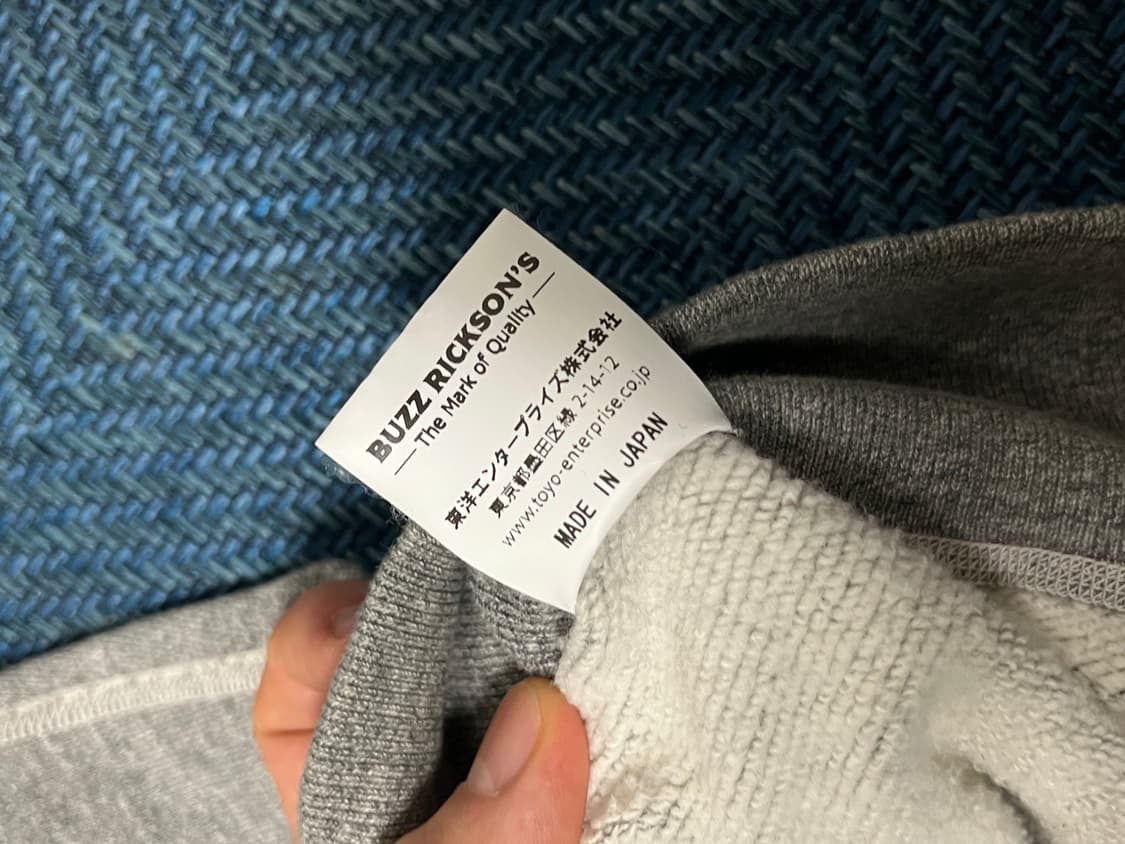 BUZZ RICKSON'S
— The Mark of Quality —
東洋エンタープライズ株式会社
東京都墨田区緑 2-14-12
www.toyo-enterprise.co.jp
MADE IN JAPAN